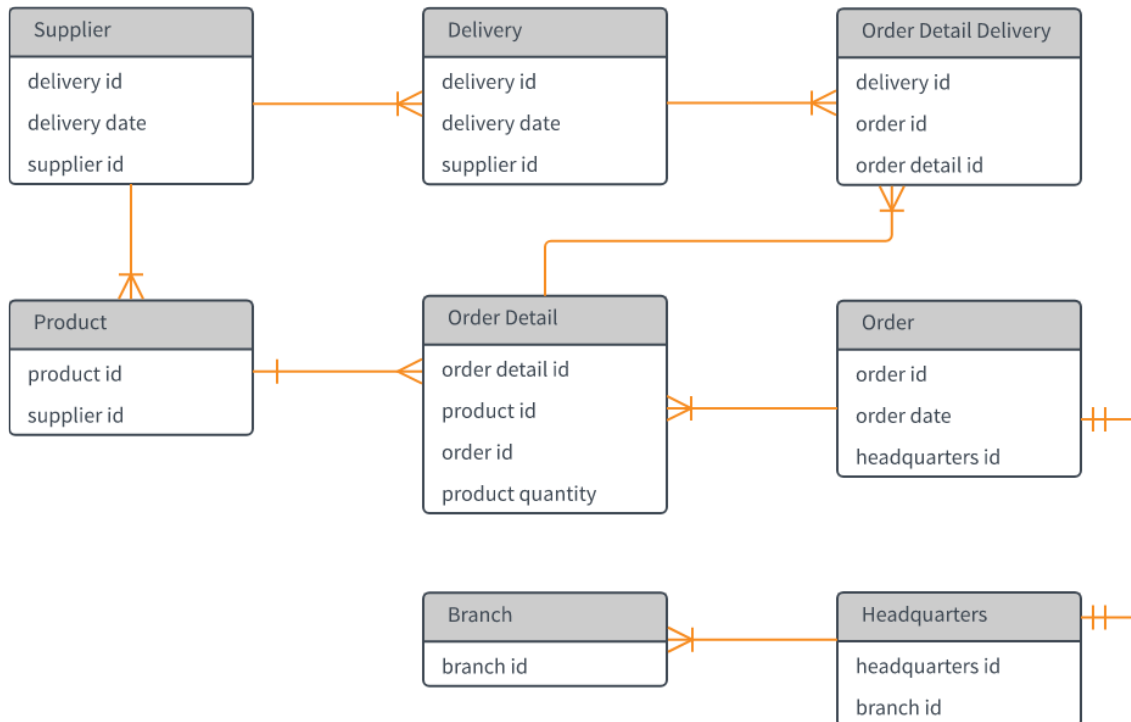 Supplier
delivery id
delivery date
supplier id
Delivery
delivery id
delivery date
supplier id
Order Detail Delivery
delivery id
order id
order detail id
Product
product id
supplier id
Order Detail
order detail id
product id
order id
product quantity
Order
order id
order date
headquarters id
Branch
branch id
Headquarters
headquarters id
branch id